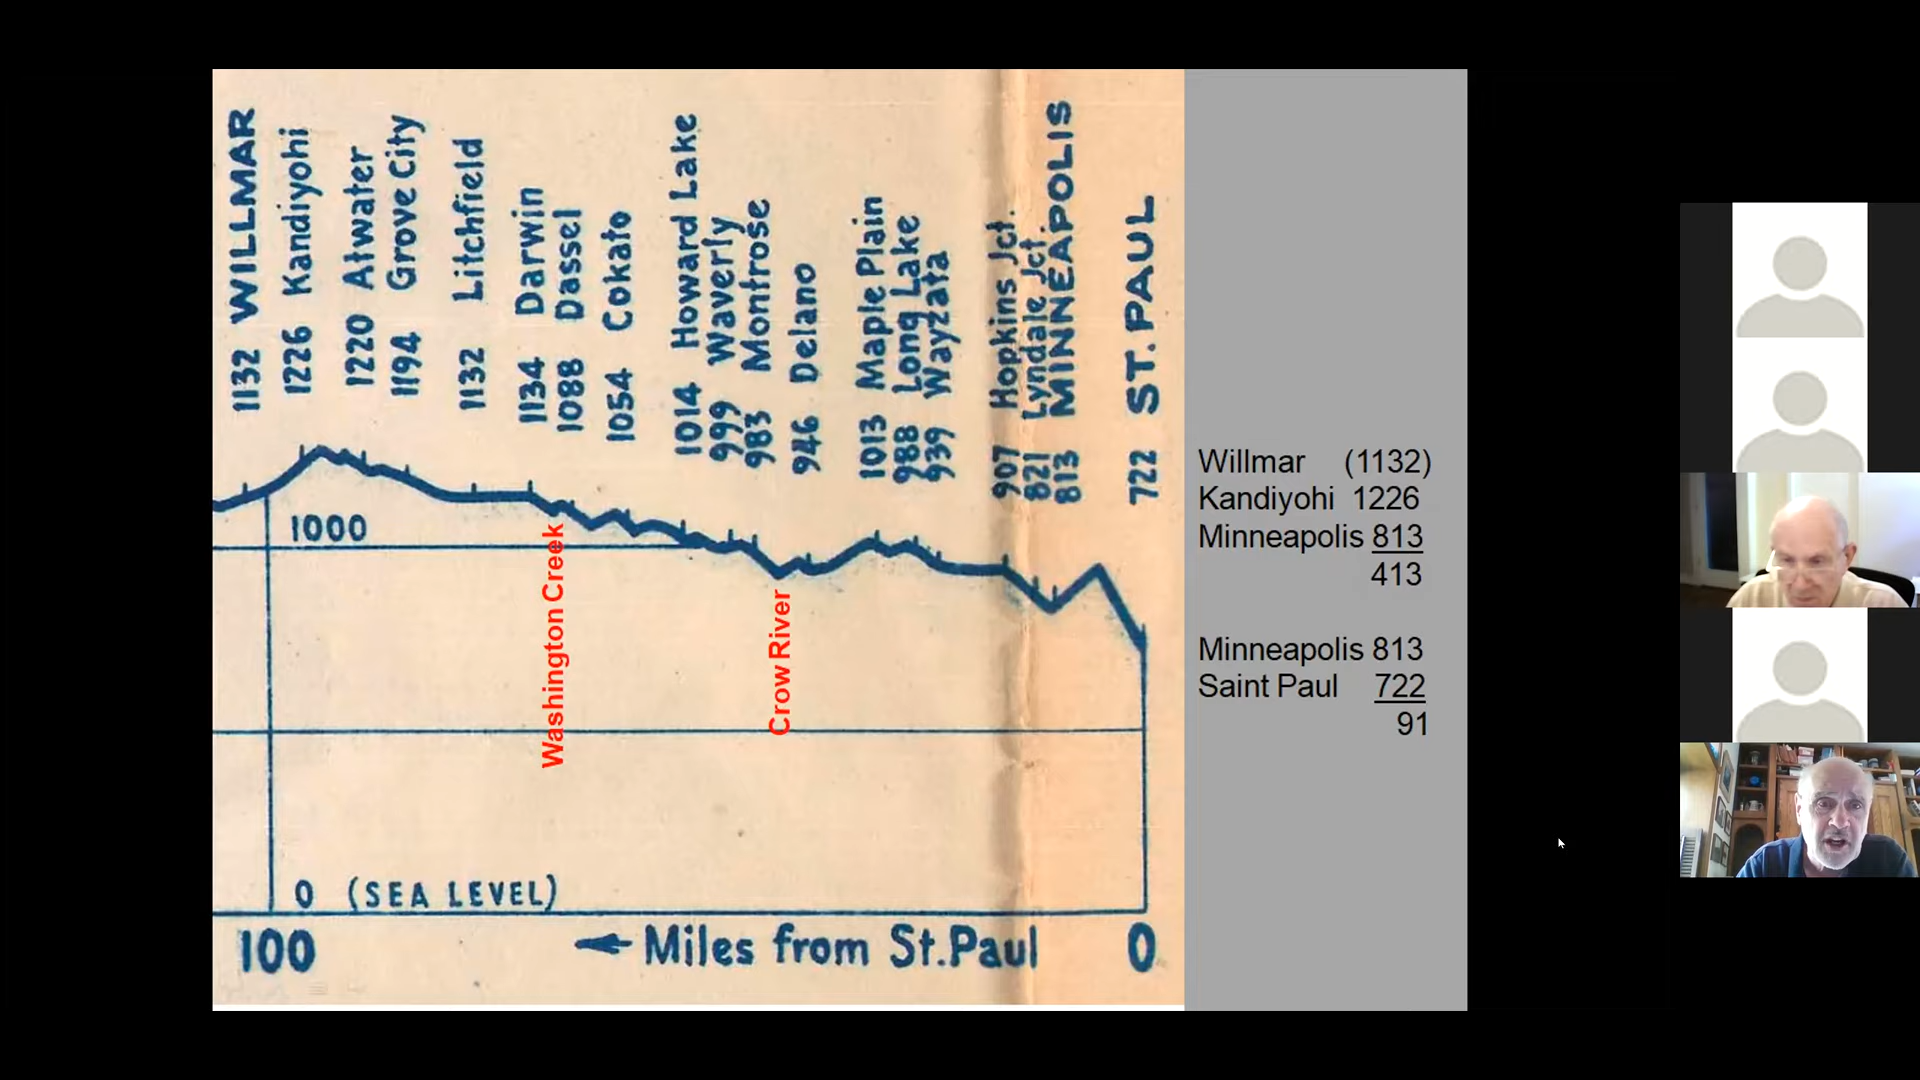 1132 WILLMAR
1226 Kandiyohi
1220 Atwater
1194 Grove City
1132 Litchfield
1134 Darwin
1088 Dassel
1054 Cokato
1014 Howard Lake
999 Waverly
983 Montrose
946 Delano
1013 Maple Plain
988 Long Lake
939 Wayzata
907 Hopkins Jct.
821 Lyndale Jct.
813 MINNEAPOLIS
722 ST. PAUL
1000
Washington Creek
Crow River
0 (SEA LEVEL)
100
Miles from St. Paul
0
Willmar (1132)
Kandiyohi 1226
Minneapolis 813
413
Minneapolis 813
Saint Paul 722
91